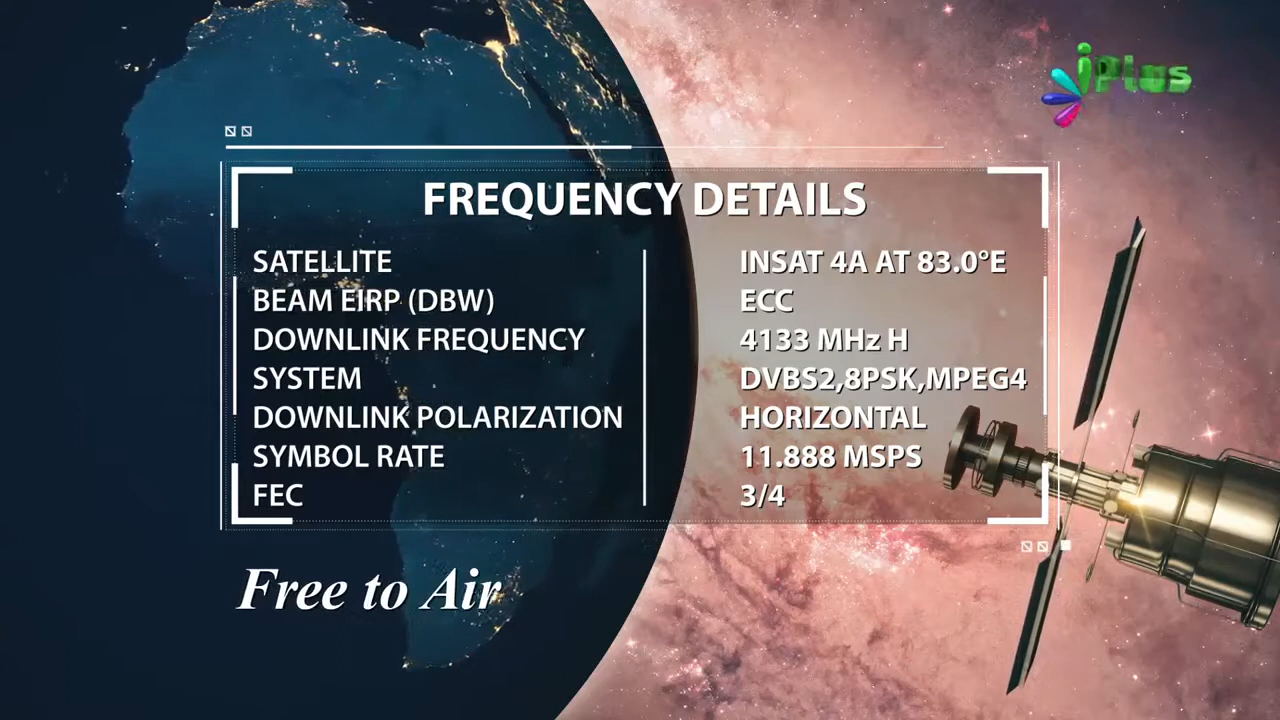 iPlus
FREQUENCY DETAILS
SATELLITE INSAT 4A AT 83.0°E
BEAM EIRP (DBW) ECC
DOWNLINK FREQUENCY 4133 MHz H
SYSTEM DVBS2,8PSK,MPEG4
DOWNLINK POLARIZATION HORIZONTAL
SYMBOL RATE 11.888 MSPS
FEC 3/4
Free to Air